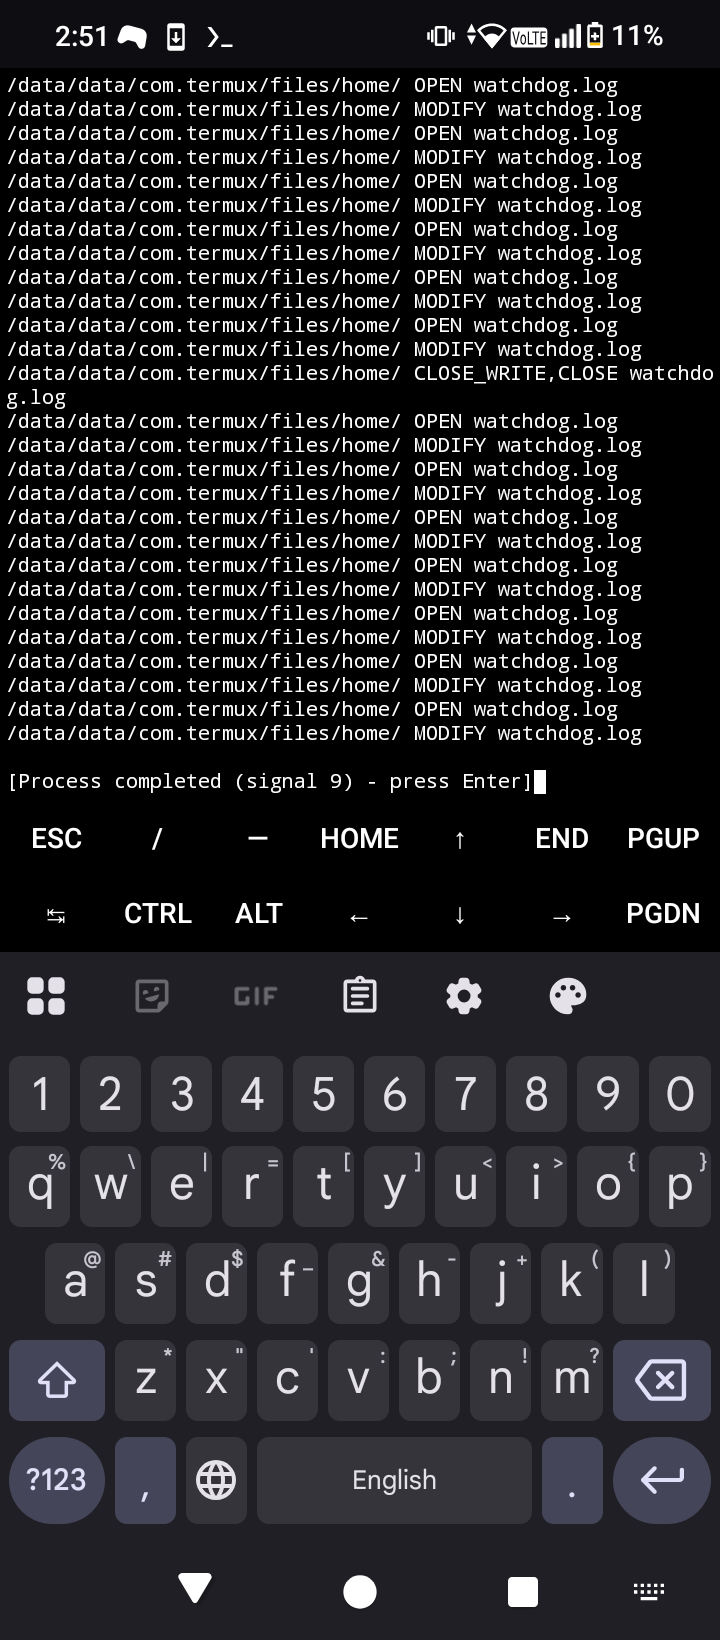 2:51 VoLTE 11%
/data/data/com.termux/files/home/ OPEN watchdog.log
/data/data/com.termux/files/home/ MODIFY watchdog.log
/data/data/com.termux/files/home/ OPEN watchdog.log
/data/data/com.termux/files/home/ MODIFY watchdog.log
/data/data/com.termux/files/home/ OPEN watchdog.log
/data/data/com.termux/files/home/ MODIFY watchdog.log
/data/data/com.termux/files/home/ OPEN watchdog.log
/data/data/com.termux/files/home/ MODIFY watchdog.log
/data/data/com.termux/files/home/ OPEN watchdog.log
/data/data/com.termux/files/home/ MODIFY watchdog.log
/data/data/com.termux/files/home/ OPEN watchdog.log
/data/data/com.termux/files/home/ MODIFY watchdog.log
/data/data/com.termux/files/home/ CLOSE_WRITE,CLOSE watchdo
g.log
/data/data/com.termux/files/home/ OPEN watchdog.log
/data/data/com.termux/files/home/ MODIFY watchdog.log
/data/data/com.termux/files/home/ OPEN watchdog.log
/data/data/com.termux/files/home/ MODIFY watchdog.log
/data/data/com.termux/files/home/ OPEN watchdog.log
/data/data/com.termux/files/home/ MODIFY watchdog.log
/data/data/com.termux/files/home/ OPEN watchdog.log
/data/data/com.termux/files/home/ MODIFY watchdog.log
/data/data/com.termux/files/home/ OPEN watchdog.log
/data/data/com.termux/files/home/ MODIFY watchdog.log
/data/data/com.termux/files/home/ OPEN watchdog.log
/data/data/com.termux/files/home/ MODIFY watchdog.log
/data/data/com.termux/files/home/ OPEN watchdog.log
/data/data/com.termux/files/home/ MODIFY watchdog.log
[Process completed (signal 9) - press Enter]
ESC / — HOME ↑ END PGUP
↹ CTRL ALT ← ↓ → PGDN
GIF
1 2 3 4 5 6 7 8 9 0
q % w \ e | r = t [ y ] u < i > o { p }
a @ s # d $ f _ g & h - j + k ( l )
z * x " c ' v : b ; n ! m ?
?123 , English .